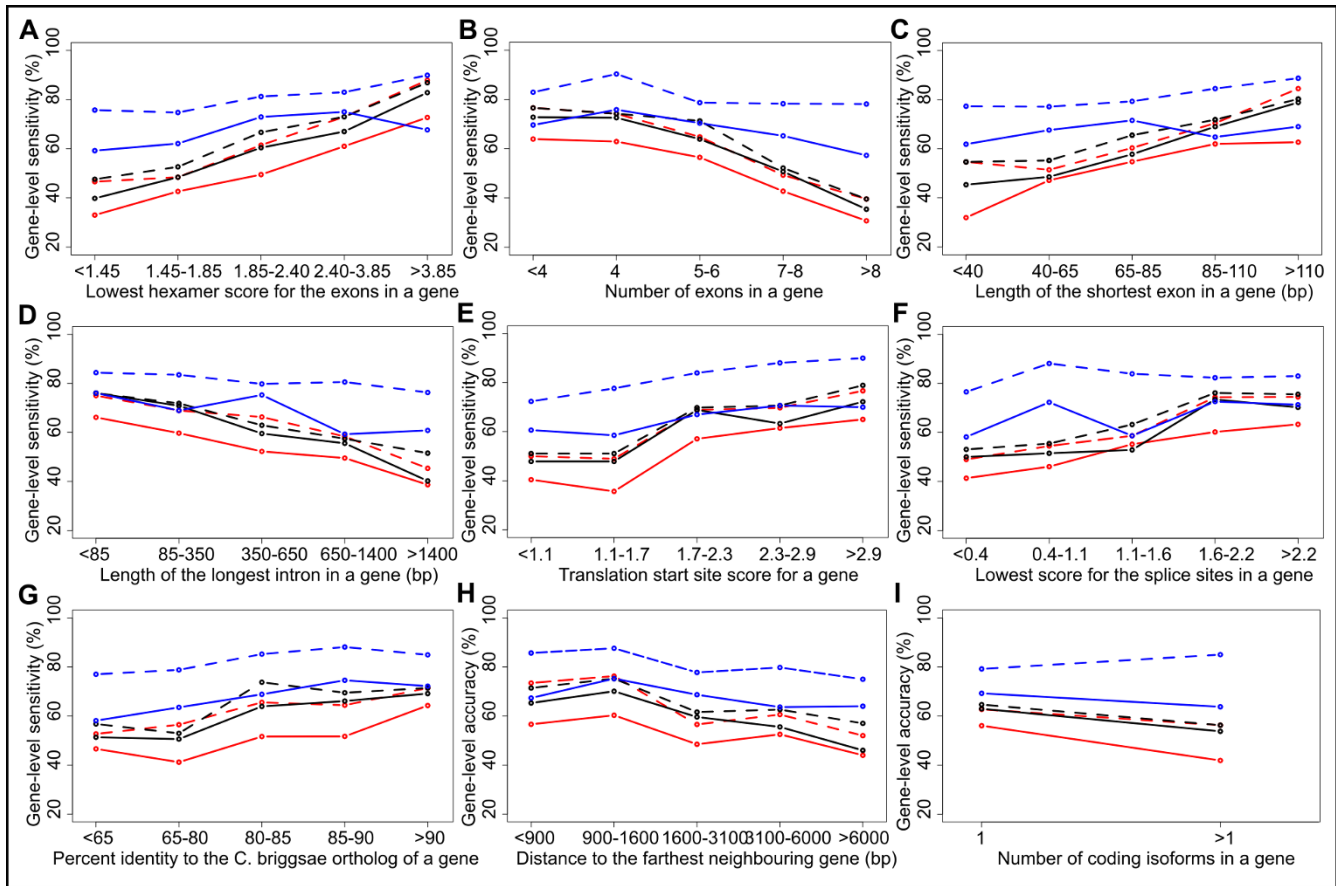 A
Gene-level sensitivity (%)
100
80
60
40
20
<1.45 1.45-1.85 1.85-2.40 2.40-3.85 >3.85
Lowest hexamer score for the exons in a gene
B
Gene-level sensitivity (%)
100
80
60
40
20
<4 4 5-6 7-8 >8
Number of exons in a gene
C
Gene-level sensitivity (%)
100
80
60
40
20
<40 40-65 65-85 85-110 >110
Length of the shortest exon in a gene (bp)
D
Gene-level sensitivity (%)
100
80
60
40
20
<85 85-350 350-650 650-1400 >1400
Length of the longest intron in a gene (bp)
E
Gene-level sensitivity (%)
100
80
60
40
20
<1.1 1.1-1.7 1.7-2.3 2.3-2.9 >2.9
Translation start site score for a gene
F
Gene-level sensitivity (%)
100
80
60
40
20
<0.4 0.4-1.1 1.1-1.6 1.6-2.2 >2.2
Lowest score for the splice sites in a gene
G
Gene-level sensitivity (%)
100
80
60
40
20
<65 65-80 80-85 85-90 >90
Percent identity to the C. briggsae ortholog of a gene
H
Gene-level accuracy (%)
100
80
60
40
20
<900 900-1600 1600-3100 3100-6000 >6000
Distance to the farthest neighbouring gene (bp)
I
Gene-level accuracy (%)
100
80
60
40
20
1 >1
Number of coding isoforms in a gene